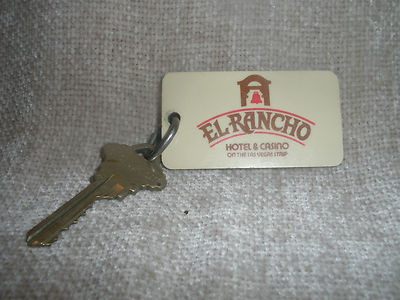 EL-RANCHO
HOTEL & CASINO
ON THE LAS VEGAS STRIP